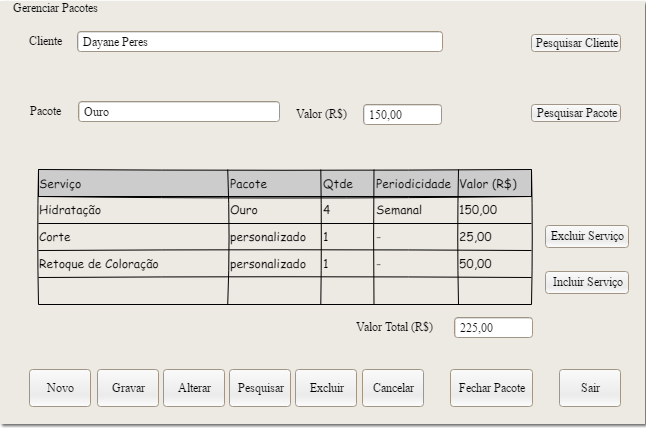 Gerenciar Pacotes
Cliente Dayane Peres Pesquisar Cliente
Pacote Ouro Valor (R$) 150,00 Pesquisar Pacote
Serviço Pacote Qtde Periodicidade Valor (R$)
Hidratação Ouro 4 Semanal 150,00
Corte personalizado 1 - 25,00 Excluir Serviço
Retoque de Coloração personalizado 1 - 50,00
Incluir Serviço
Valor Total (R$) 225,00
Novo Gravar Alterar Pesquisar Excluir Cancelar Fechar Pacote Sair